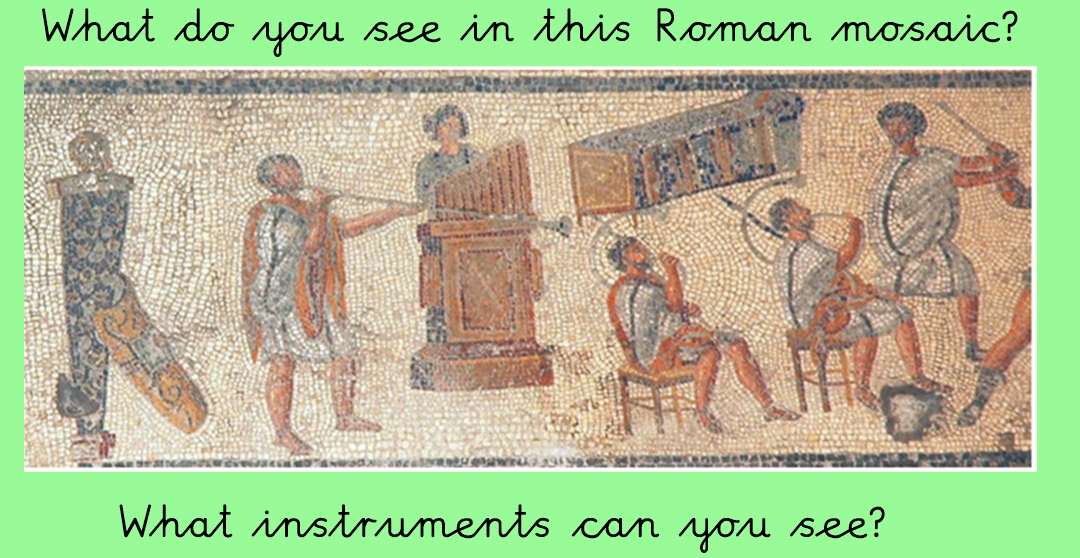 What do you see in this Roman mosaic?
What instruments can you see?